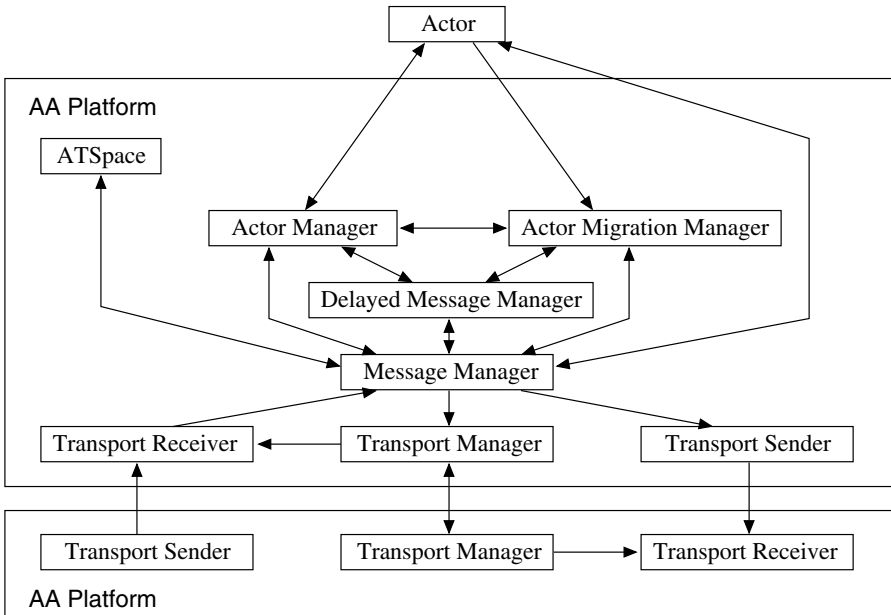 Actor
AA Platform
ATSpace
Actor Manager
Actor Migration Manager
Delayed Message Manager
Message Manager
Transport Receiver
Transport Manager
Transport Sender
Transport Sender
Transport Manager
Transport Receiver
AA Platform